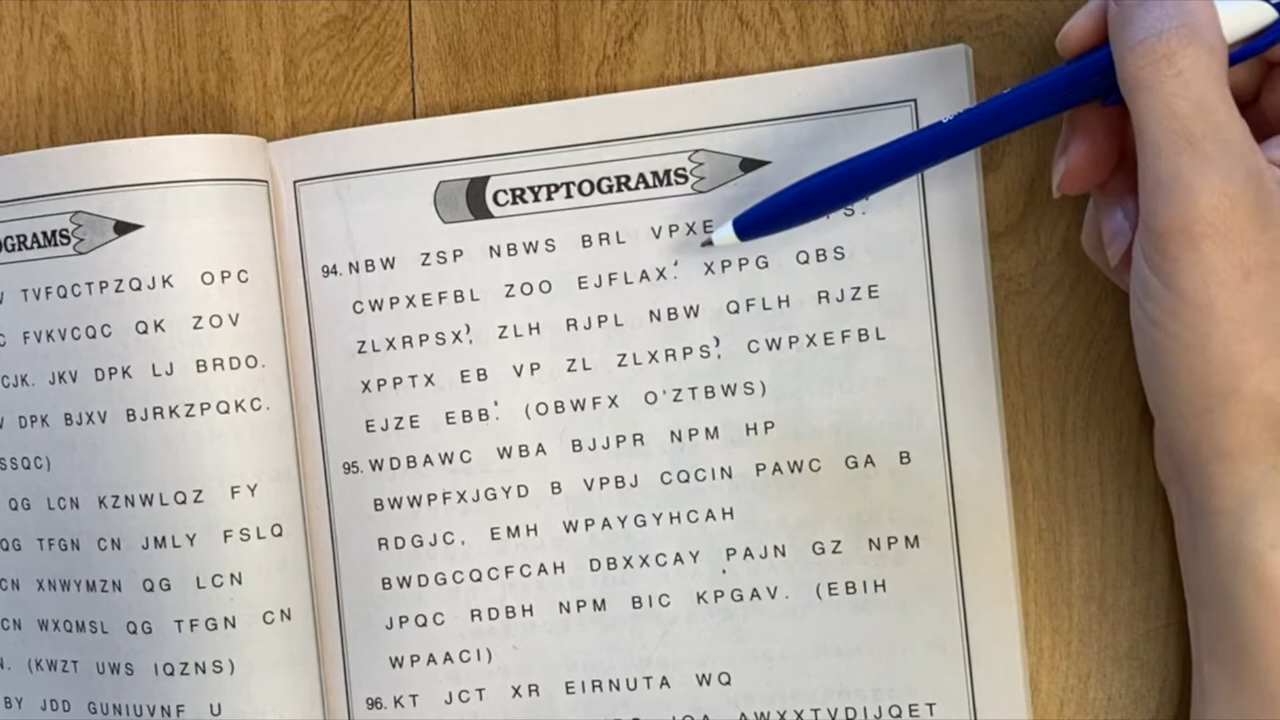 OGRAMS
TVFQCTPZQJK OPC
FVKVCQC QK ZOV
CJK. JKV DPK LJ BRDO.
DPK BJXV BJRKZPQKC.
SSQC)
QG LCN KZNWLQZ FY
QG TFGN CN JMLY FSLQ
CN XNWYMZN QG LCN
CN WXQMSL QG TFGN CN
N. (KWZT UWS IQZNS)
BY JDD GUNIUVNF U
CRYPTOGRAMS
94. NBW ZSP NBWS BRL VPXE
CWPXEFBL ZOO EJFLAX. XPPG QBS
ZLXRPSX, ZLH RJPL NBW QFLH RJZE
XPPTX EB VP ZL ZLXRPS, CWPXEFBL
EJZE EBB. (OBWFX O'ZTBWS)
95. WDBAWC WBA BJJPR NPM HP
BWWPFXJGYD B VPBJ CQCIN PAWC GA B
RDGJC, EMH WPAYGYHCAH
BWDGCQCFCAH DBXXCAY PAJN GZ NPM
JPQC RDBH NPM BIC KPGAV. (EBIH
WPAACI)
96. KT JCT XR EIRNUTA WQ
JQA AWXXTVDIJQET